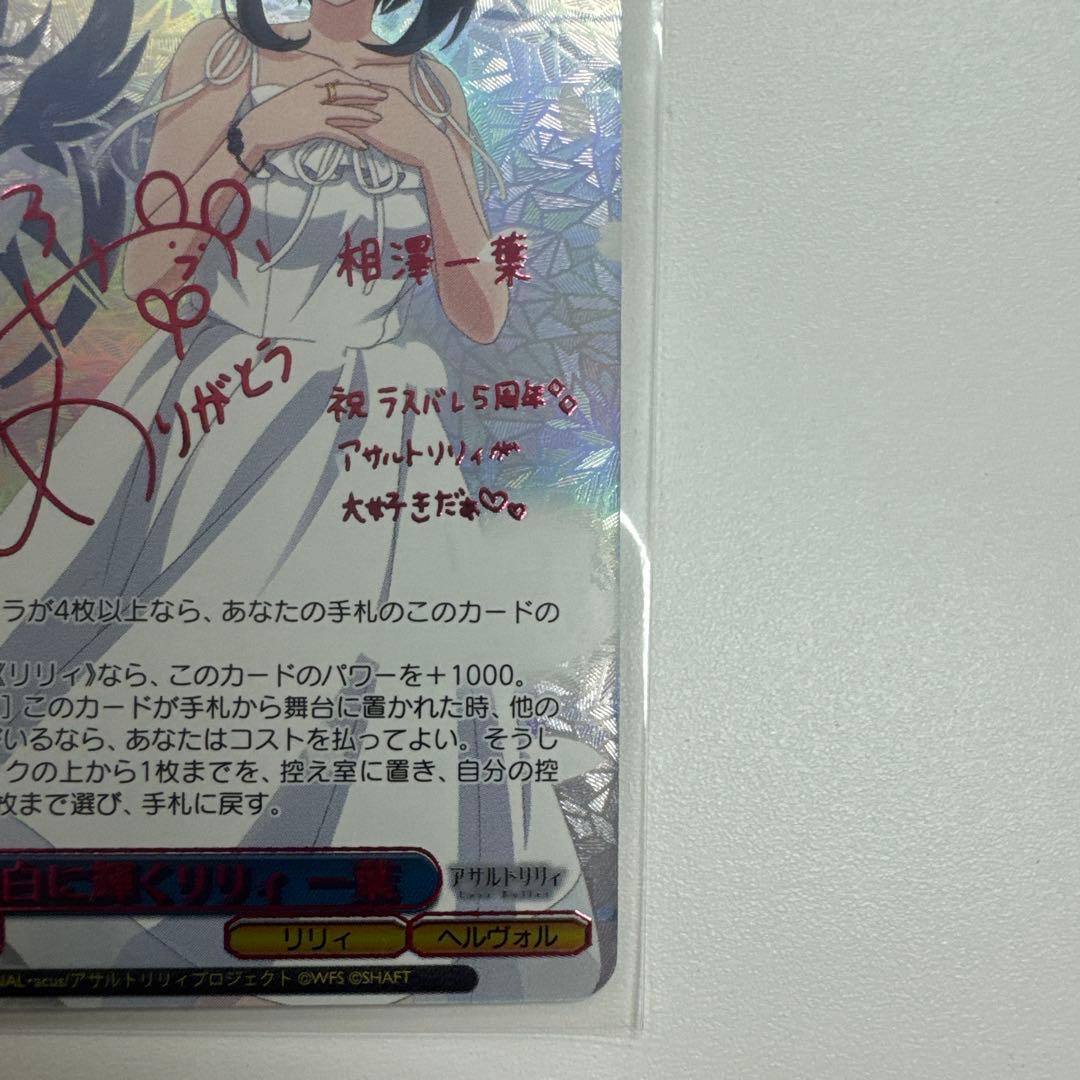 相澤一葉
ありがとう
祝 ラスバレ5周年
アサルトリリィが
大好きだぁ♡♡
ラが4枚以上なら、あなたの手札のこのカードの
《リリィ》なら、このカードのパワーを+1000。
］このカードが手札から舞台に置かれた時、他の
いるなら、あなたはコストを払ってよい。そうし
クの上から1枚までを、控え室に置き、自分の控
枚まで選び、手札に戻す。
白に輝くリリィ 一葉
アサルトリリィ
Last Bullet
リリィ
ヘルヴォル
NAL・acus/アサルトリリィプロジェクト ©WFS ©SHAFT